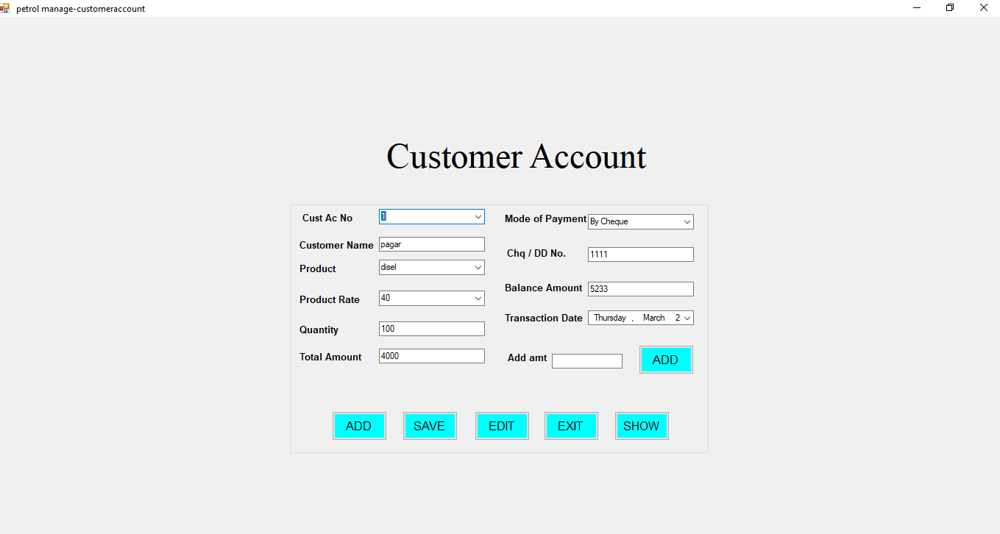 petrol manage-customeraccount
Customer Account
Cust Ac No 1
Customer Name pagar
Product disel
Product Rate 40
Quantity 100
Total Amount 4000
Mode of Payment By Cheque
Chq / DD No. 1111
Balance Amount 5233
Transaction Date Thursday , March 2
Add amt ADD
ADD SAVE EDIT EXIT SHOW